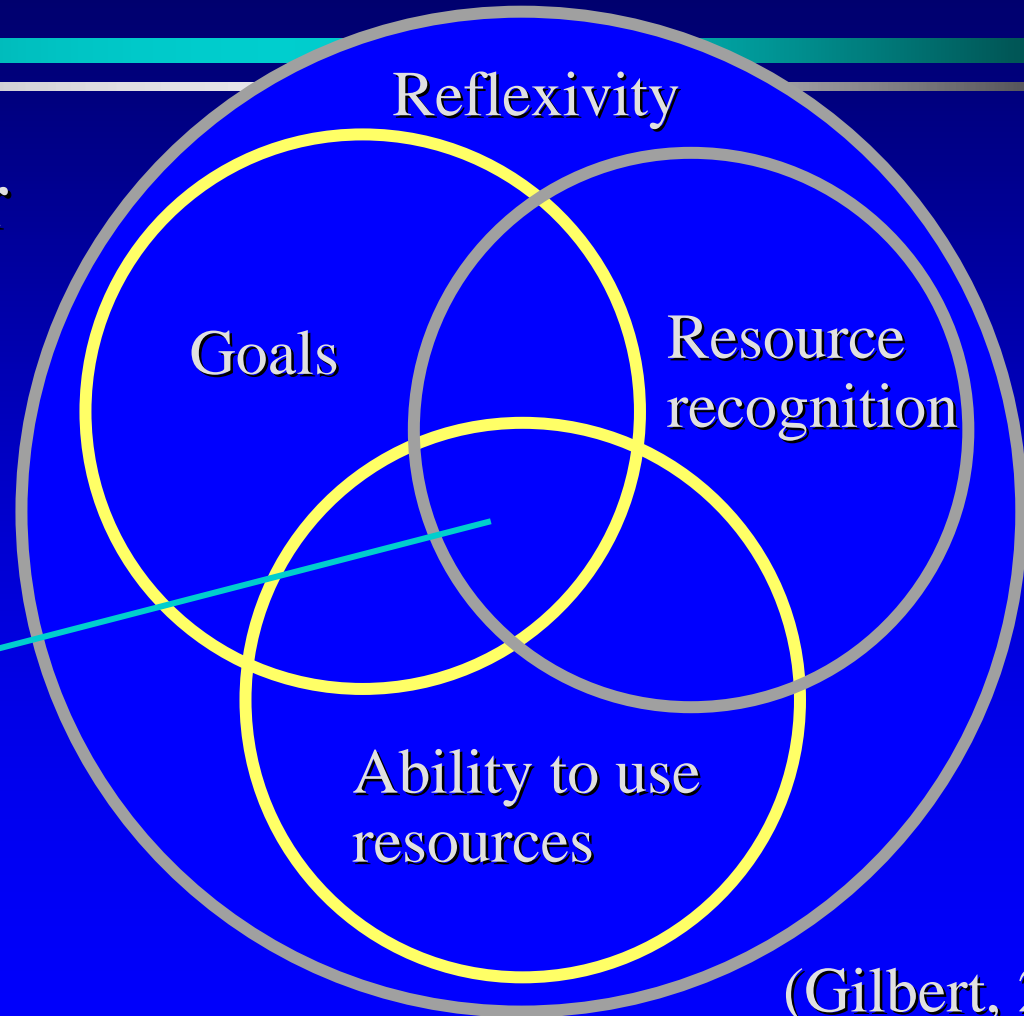 Reflexivity
Goals
Resource
recognition
Ability to use
resources
(Gilbert,